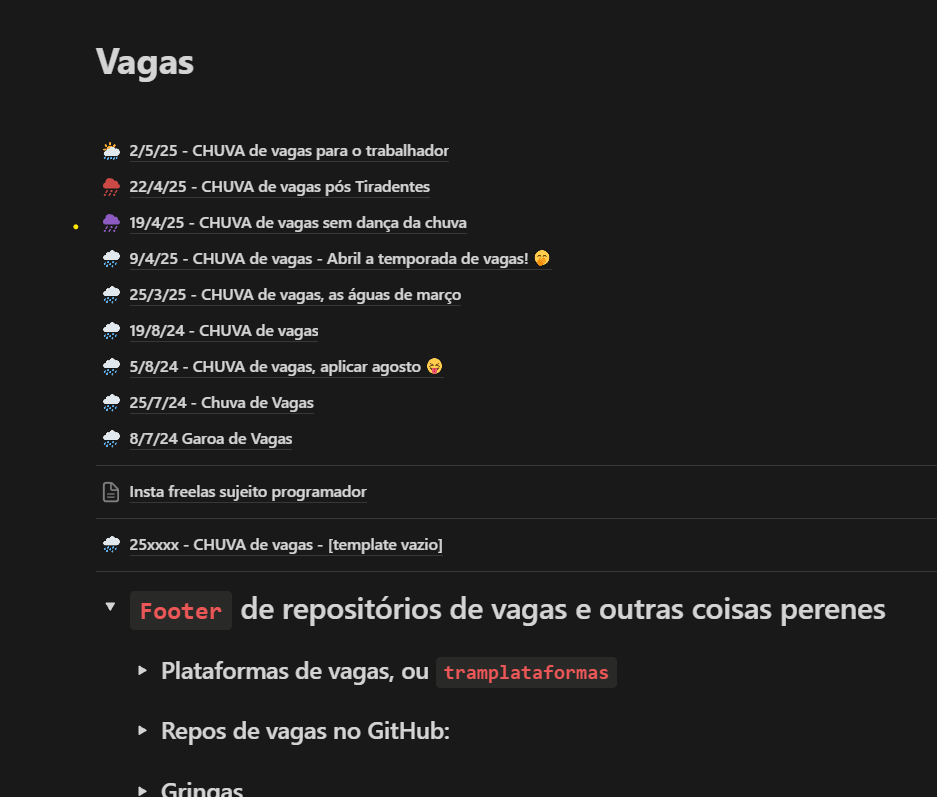 Vagas
2/5/25 - CHUVA de vagas para o trabalhador
22/4/25 - CHUVA de vagas pós Tiradentes
19/4/25 - CHUVA de vagas sem dança da chuva
9/4/25 - CHUVA de vagas - Abril a temporada de vagas! 🤭
25/3/25 - CHUVA de vagas, as águas de março
19/8/24 - CHUVA de vagas
5/8/24 - CHUVA de vagas, aplicar agosto 😝
25/7/24 - Chuva de Vagas
8/7/24 Garoa de Vagas
Insta freelas sujeito programador
25xxxx - CHUVA de vagas - [template vazio]
Footer de repositórios de vagas e outras coisas perenes
Plataformas de vagas, ou tramplataformas
Repos de vagas no GitHub:
Gringas